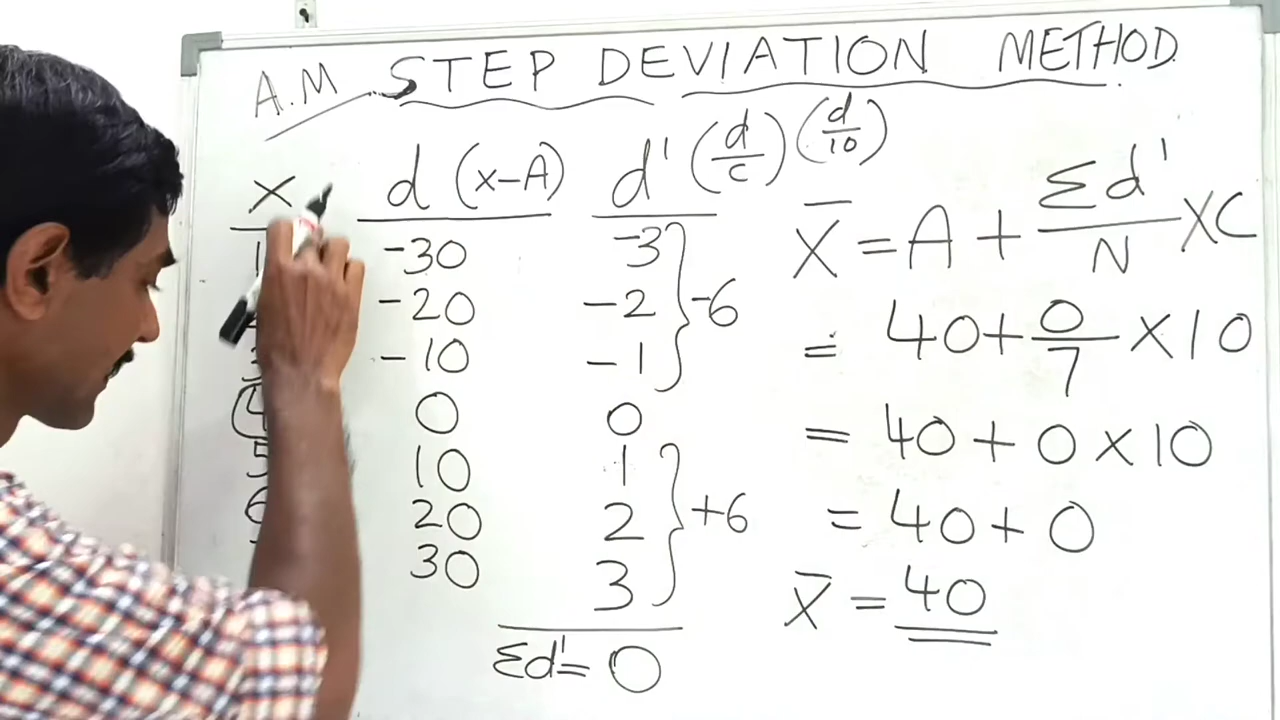 A.M STEP DEVIATION METHOD
X d (x-A) d' (d/c) (d/10)
-30 -3
-20 -2 } -6
-10 -1
0 0
10 1
20 2 } +6
30 3
Σd' = 0
X̄ = A + Σd'/N X C
= 40 + 0/7 X 10
= 40 + 0 X 10
= 40 + 0
X̄ = 40